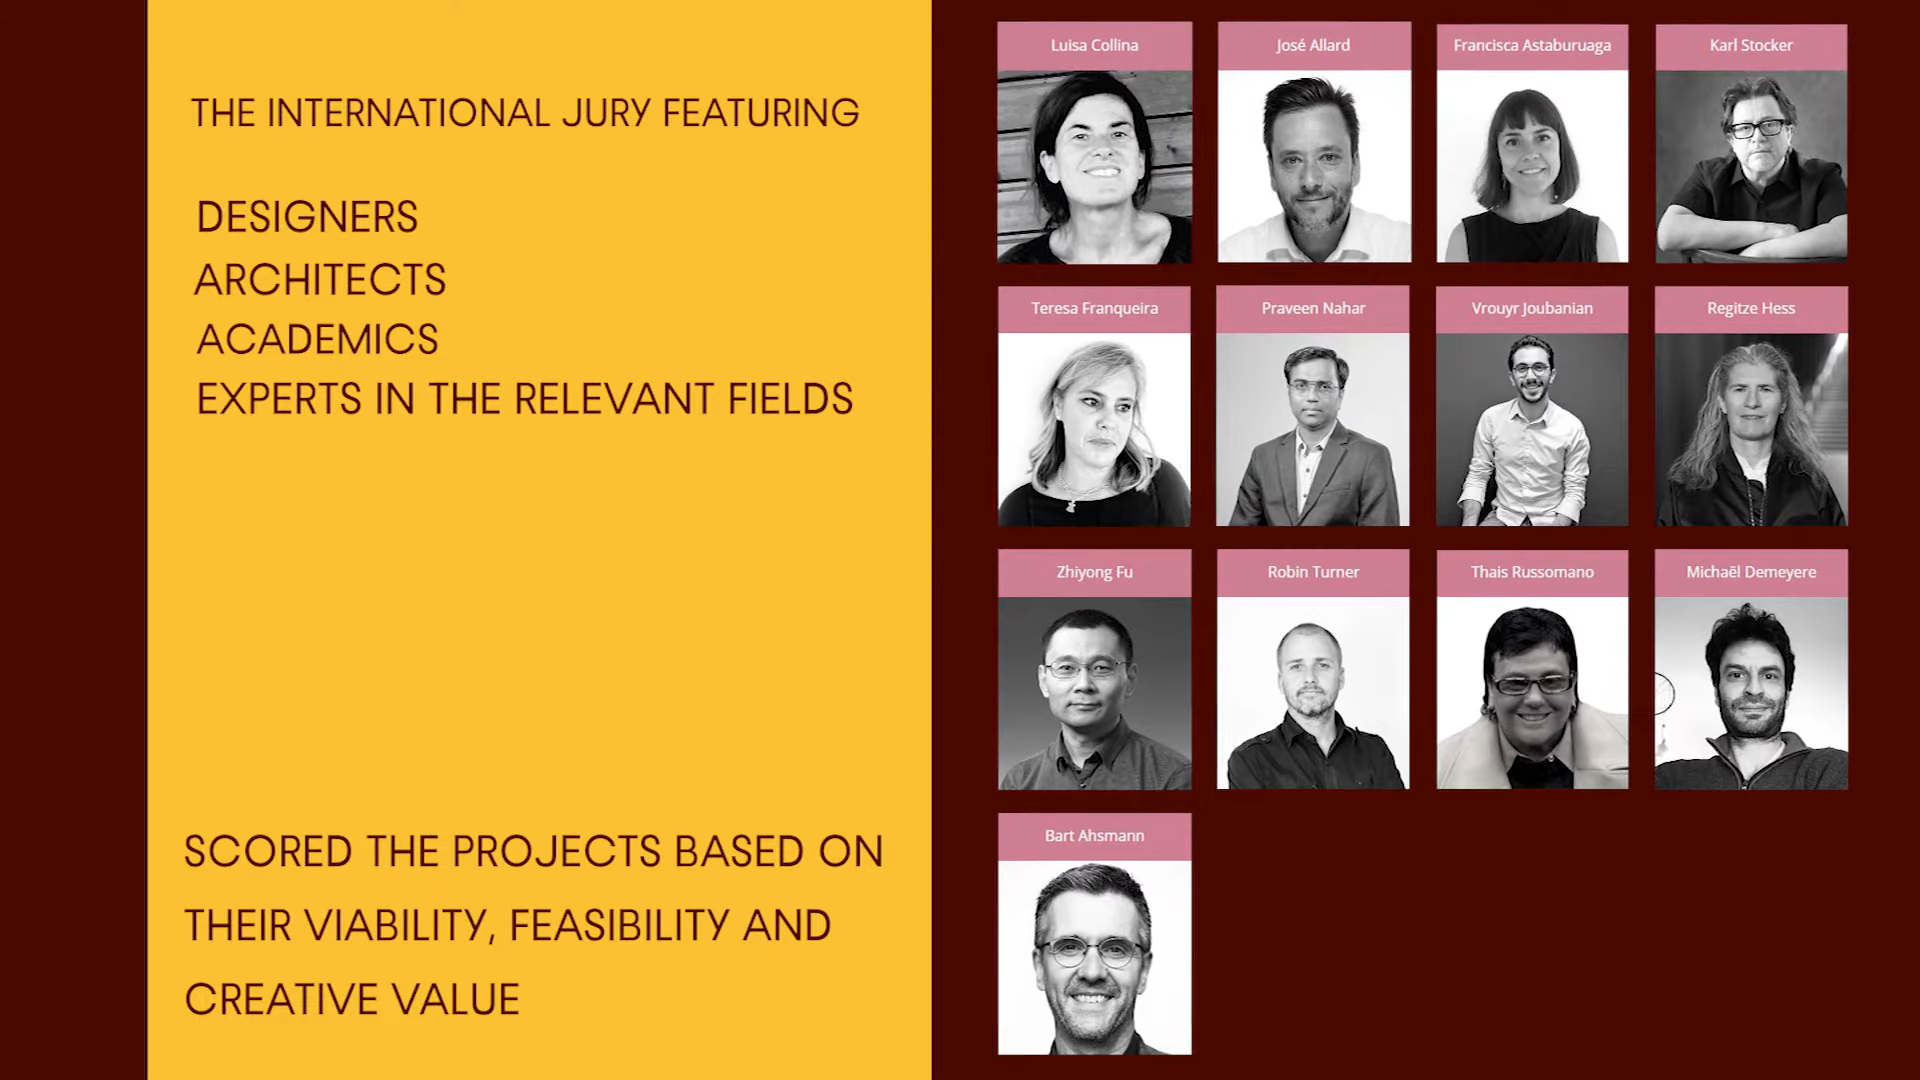 THE INTERNATIONAL JURY FEATURING
DESIGNERS
ARCHITECTS
ACADEMICS
EXPERTS IN THE RELEVANT FIELDS
SCORED THE PROJECTS BASED ON
THEIR VIABILITY, FEASIBILITY AND
CREATIVE VALUE
Luisa Collina
José Allard
Francisca Astaburuaga
Karl Stocker
Teresa Franqueira
Praveen Nahar
Vrouyr Joubanian
Regitze Hess
Zhiyong Fu
Robin Turner
Thais Russomano
Michaël Demeyere
Bart Ahsmann